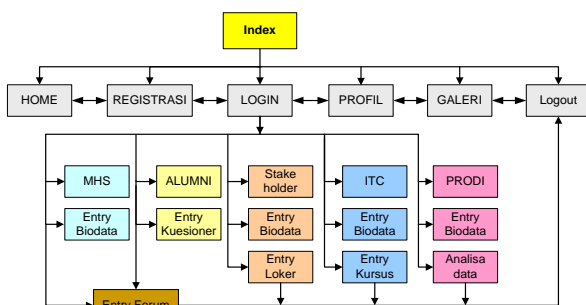 Index
HOME
REGISTRASI
LOGIN
PROFIL
GALERI
Logout
MHS
ALUMNI
Stake
holder
ITC
PRODI
Entry
Biodata
Entry
Kuesioner
Entry
Biodata
Entry
Biodata
Entry
Biodata
Entry
Loker
Entry
Kursus
Analisa
data
Entry Forum